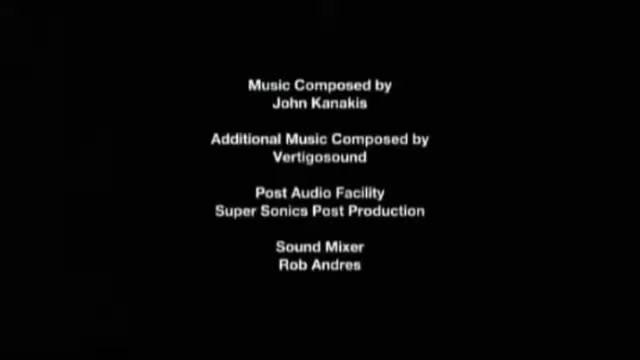 Music Composed by
John Kanakis
Additional Music Composed by
Vertigosound
Post Audio Facility
Super Sonics Post Production
Sound Mixer
Rob Andres